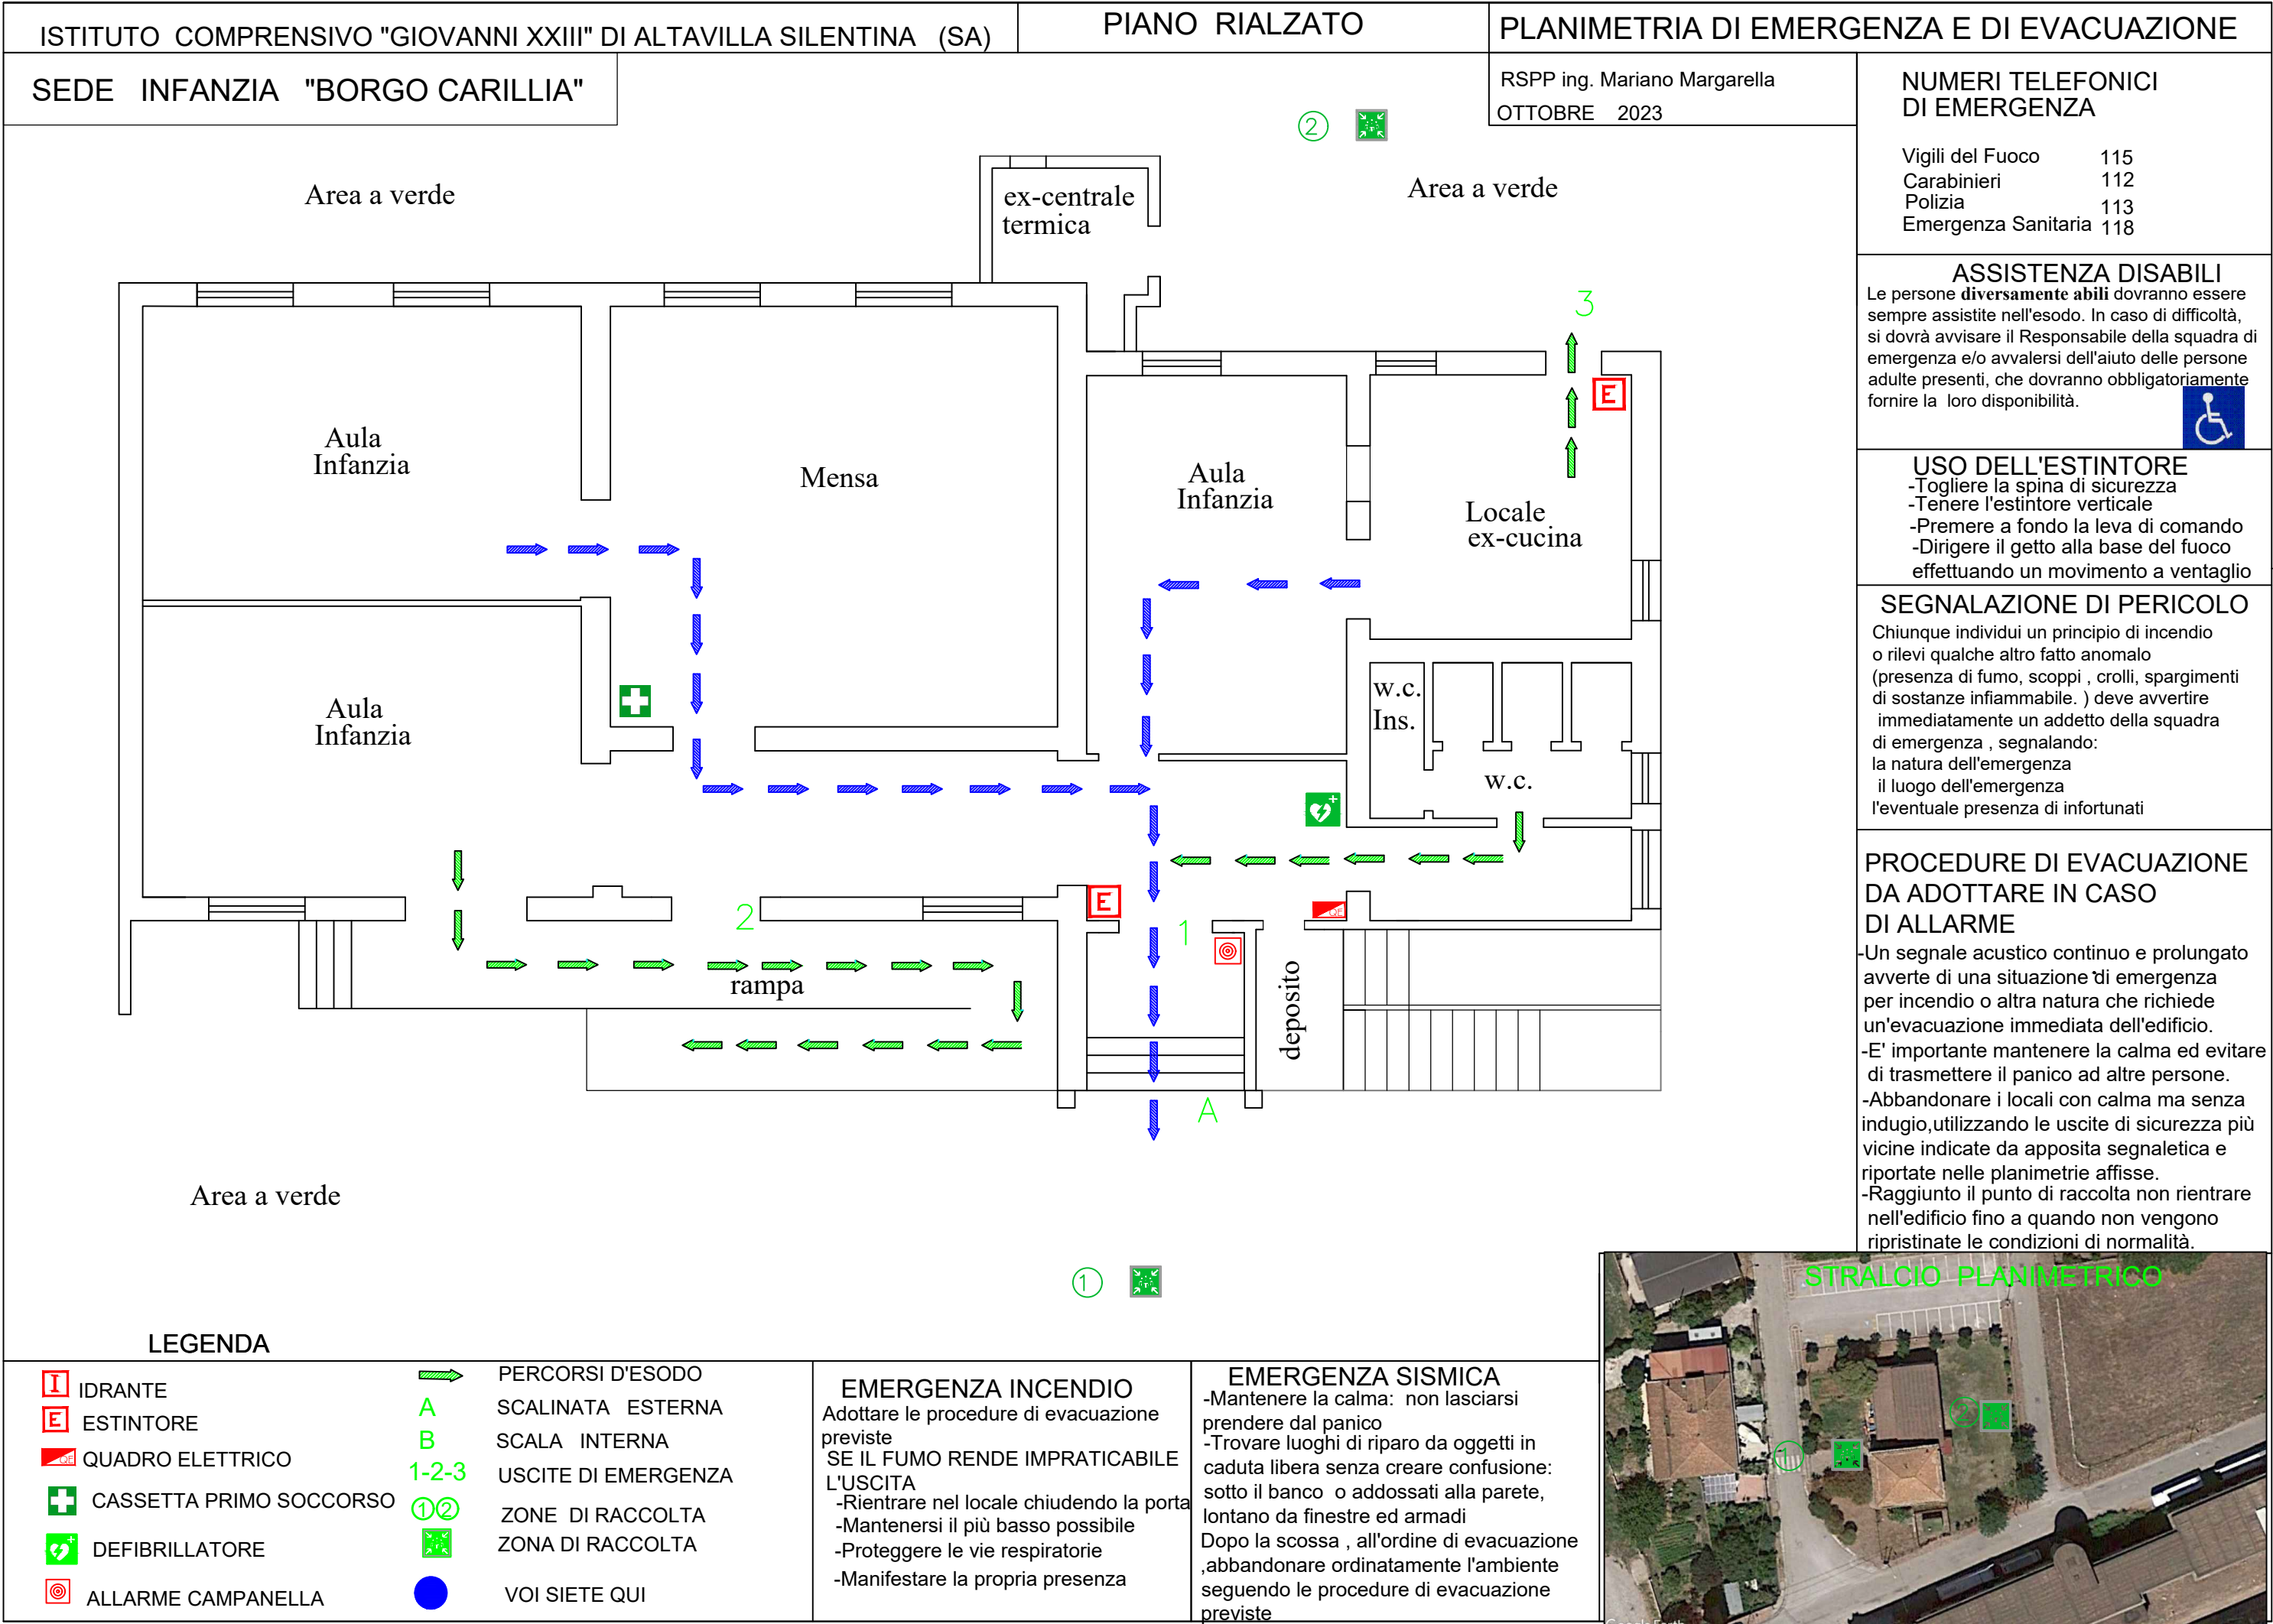 ISTITUTO COMPRENSIVO "GIOVANNI XXIII" DI ALTAVILLA SILENTINA (SA)
PIANO RIALZATO
PLANIMETRIA DI EMERGENZA E DI EVACUAZIONE
SEDE INFANZIA "BORGO CARILLIA"
RSPP ing. Mariano Margarella
OTTOBRE 2023
NUMERI TELEFONICI
DI EMERGENZA
Vigili del Fuoco 115
Carabinieri 112
Polizia 113
Emergenza Sanitaria 118
ASSISTENZA DISABILI
Le persone diversamente abili dovranno essere
sempre assistite nell'esodo. In caso di difficoltà,
si dovrà avvisare il Responsabile della squadra di
emergenza e/o avvalersi dell'aiuto delle persone
adulte presenti, che dovranno obbligatoriamente
fornire la loro disponibilità.
USO DELL'ESTINTORE
-Togliere la spina di sicurezza
-Tenere l'estintore verticale
-Premere a fondo la leva di comando
-Dirigere il getto alla base del fuoco
effettuando un movimento a ventaglio
SEGNALAZIONE DI PERICOLO
Chiunque individui un principio di incendio
o rilevi qualche altro fatto anomalo
(presenza di fumo, scoppi , crolli, spargimenti
di sostanze infiammabile. ) deve avvertire
immediatamente un addetto della squadra
di emergenza , segnalando:
la natura dell'emergenza
il luogo dell'emergenza
l'eventuale presenza di infortunati
PROCEDURE DI EVACUAZIONE
DA ADOTTARE IN CASO
DI ALLARME
-Un segnale acustico continuo e prolungato
avverte di una situazione di emergenza
per incendio o altra natura che richiede
un'evacuazione immediata dell'edificio.
-E' importante mantenere la calma ed evitare
di trasmettere il panico ad altre persone.
-Abbandonare i locali con calma ma senza
indugio,utilizzando le uscite di sicurezza più
vicine indicate da apposita segnaletica e
riportate nelle planimetrie affisse.
-Raggiunto il punto di raccolta non rientrare
nell'edificio fino a quando non vengono
ripristinate le condizioni di normalità.
2
Area a verde
ex-centrale
termica
Area a verde
3
E
Aula
Infanzia
Mensa
Aula
Infanzia
Locale
ex-cucina
Aula
Infanzia
w.c.
Ins.
w.c.
2
E
1
QE
rampa
deposito
A
Area a verde
1
STRALCIO PLANIMETRICO
2
1
Google Earth
LEGENDA
I IDRANTE
E ESTINTORE
QE QUADRO ELETTRICO
CASSETTA PRIMO SOCCORSO
DEFIBRILLATORE
ALLARME CAMPANELLA
PERCORSI D'ESODO
A SCALINATA ESTERNA
B SCALA INTERNA
1-2-3 USCITE DI EMERGENZA
1 2 ZONE DI RACCOLTA
ZONA DI RACCOLTA
VOI SIETE QUI
EMERGENZA INCENDIO
Adottare le procedure di evacuazione
previste
SE IL FUMO RENDE IMPRATICABILE
L'USCITA
-Rientrare nel locale chiudendo la porta
-Mantenersi il più basso possibile
-Proteggere le vie respiratorie
-Manifestare la propria presenza
EMERGENZA SISMICA
-Mantenere la calma: non lasciarsi
prendere dal panico
-Trovare luoghi di riparo da oggetti in
caduta libera senza creare confusione:
sotto il banco o addossati alla parete,
lontano da finestre ed armadi
Dopo la scossa , all'ordine di evacuazione
,abbandonare ordinatamente l'ambiente
seguendo le procedure di evacuazione
previste